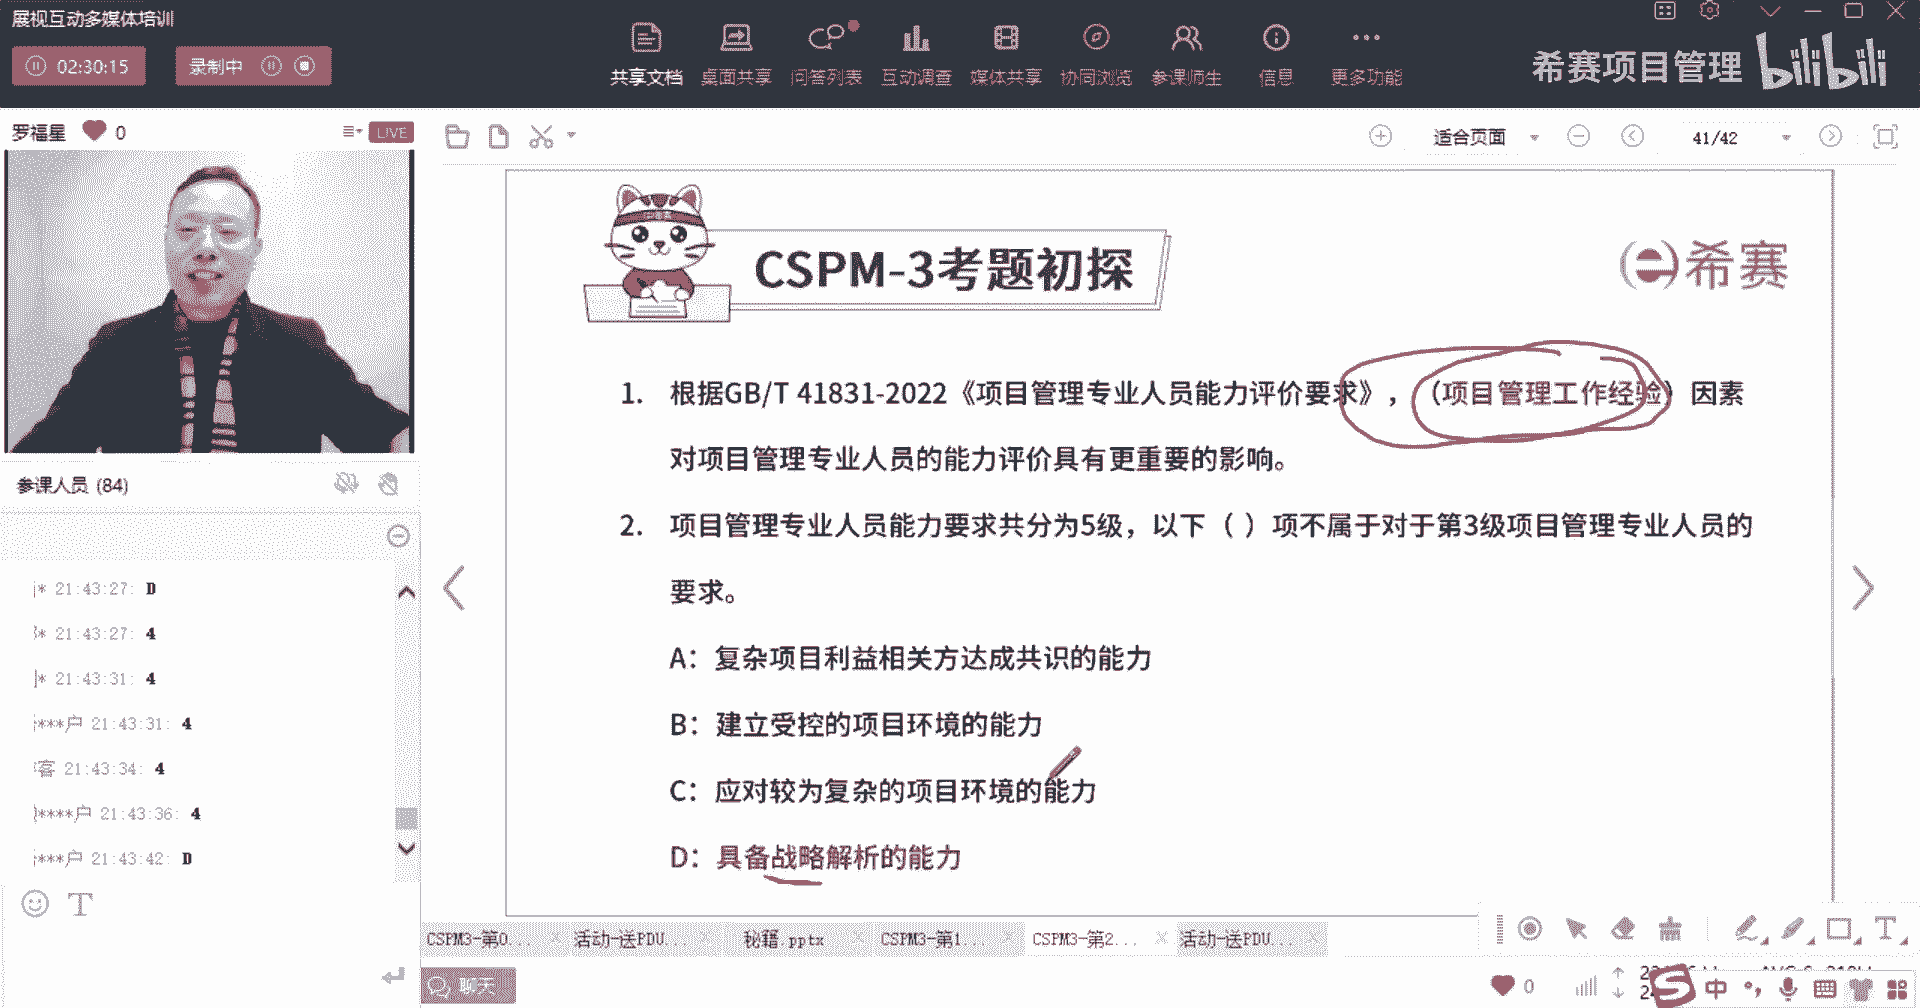 展视互动多媒体培训
02:30:15
录制中
共享文档 桌面共享 问答列表 互动调查 媒体共享 协同浏览 参课师生 信息 更多功能
希赛项目管理 bilibili
罗福星 0
LIVE
适合页面
41/42
参课人员 (84)
21:43:27: D
21:43:27: 4
21:43:31: 4
户 21:43:31: 4
客 21:43:34: 4
户 21:43:36: 4
户 21:43:42: D
CSPM-3考题初探
希赛
1. 根据GB/T 41831-2022《项目管理专业人员能力评价要求》，（项目管理工作经验）因素
对项目管理专业人员的能力评价具有更重要的影响。
2. 项目管理专业人员能力要求共分为5级，以下（ ）项不属于对于第3级项目管理专业人员的
要求。
A：复杂项目利益相关方达成共识的能力
B：建立受控的项目环境的能力
C：应对较为复杂的项目环境的能力
D：具备战略解析的能力
CSPM3-第0... 活动-送PDU... 秘籍.pptx CSPM3-第1... CSPM3-第2... 活动-送PDU...
聊天
0
中